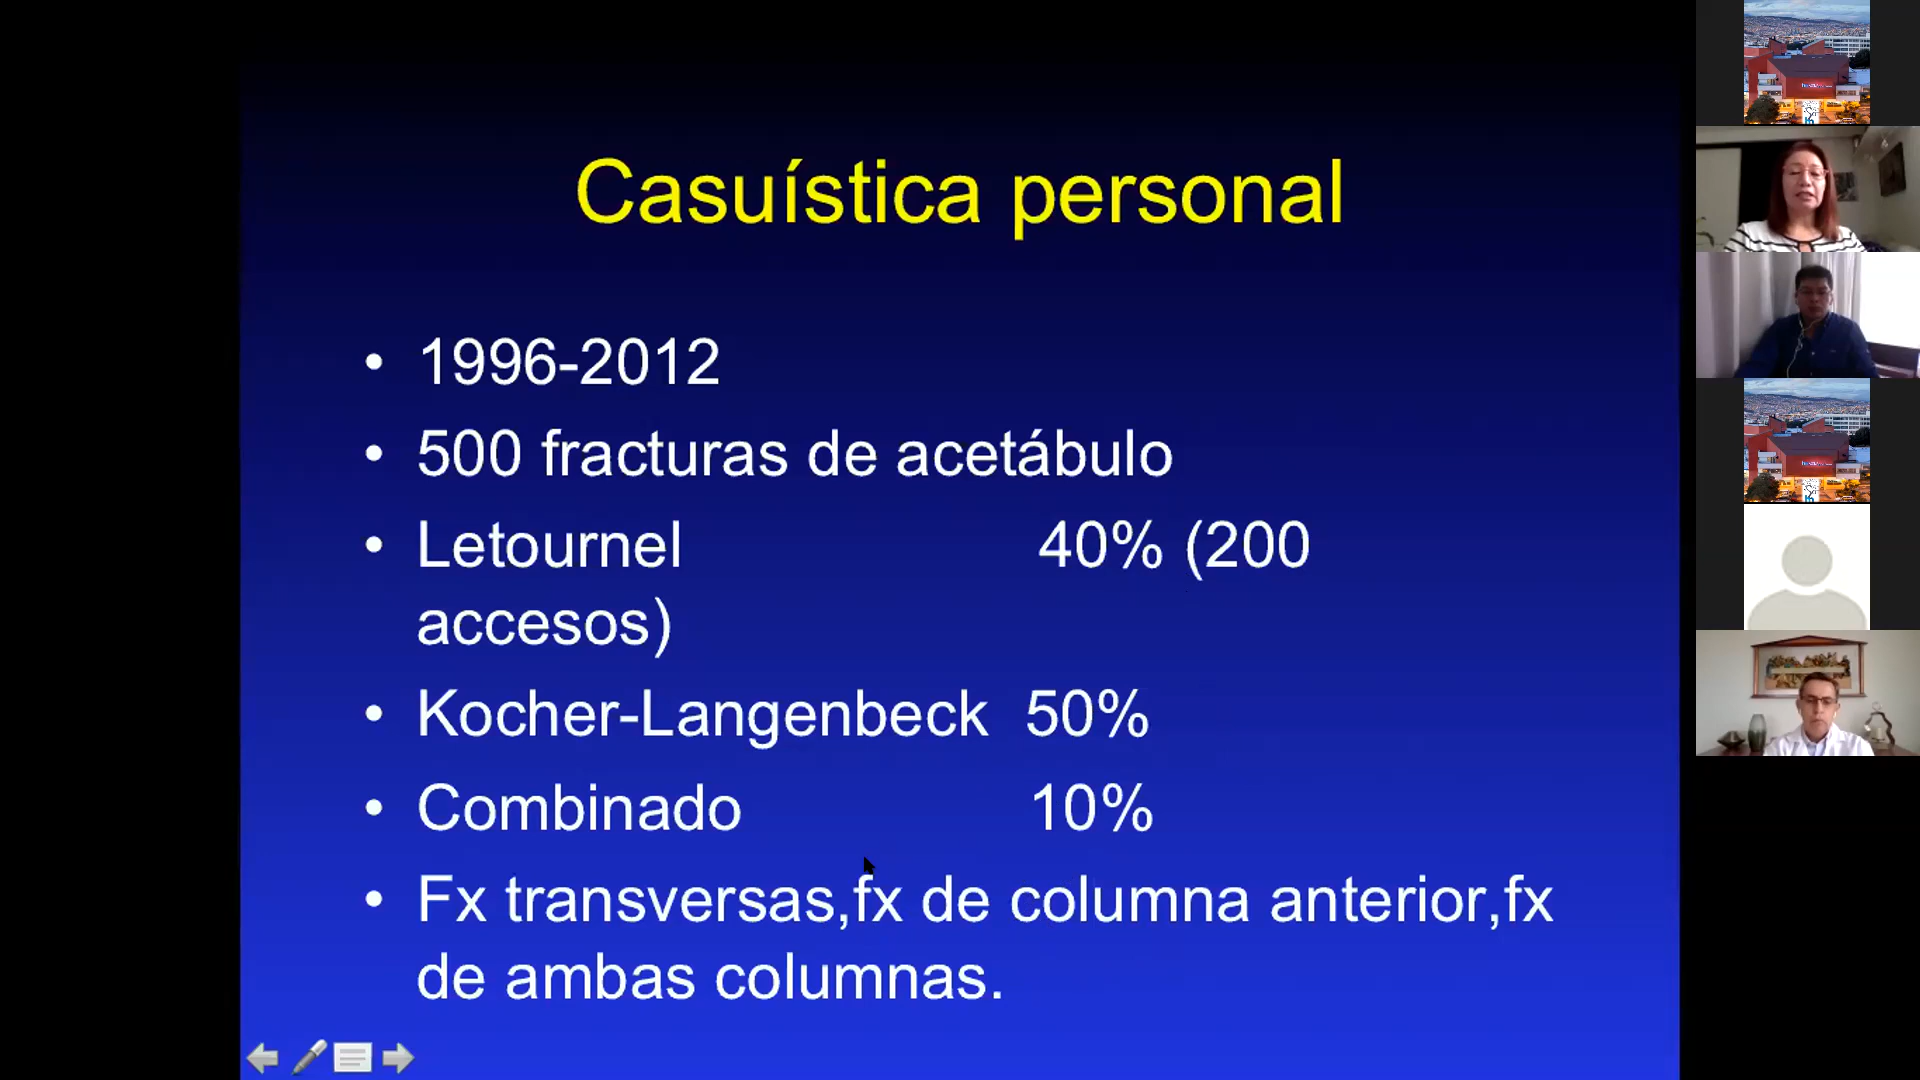 Casuística personal
• 1996-2012
• 500 fracturas de acetábulo
• Letournel 40% (200
accesos)
• Kocher-Langenbeck 50%
• Combinado 10%
• Fx transversas,fx de columna anterior,fx
de ambas columnas.